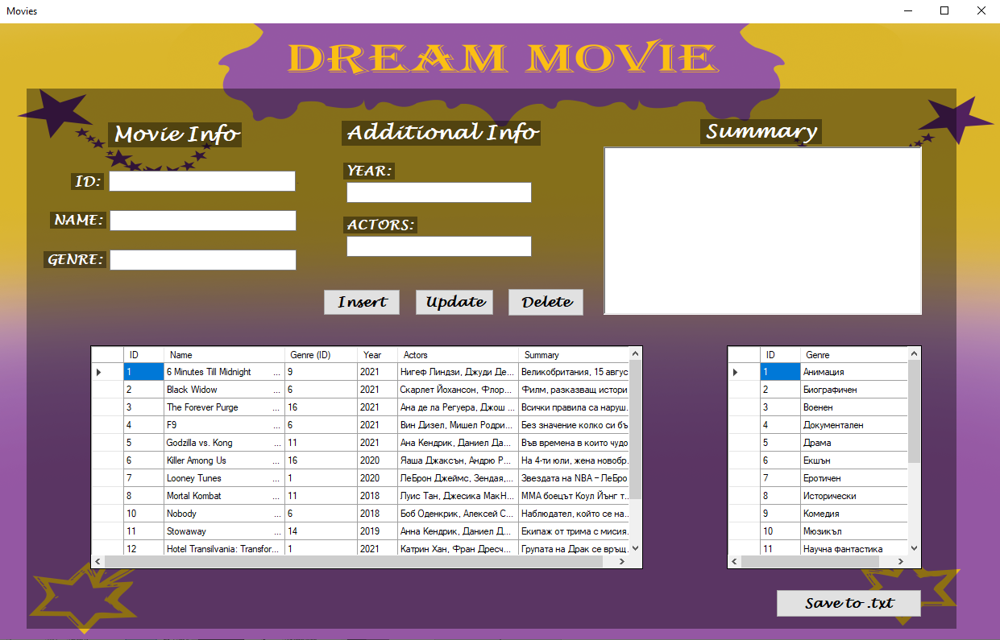 Movies
DREAM MOVIE
Movie Info
Additional Info
Summary
ID:
YEAR:
NAME:
ACTORS:
GENRE:
Insert Update Delete
ID Name Genre (ID) Year Actors Summary
1 6 Minutes Till Midnight ... 9 2021 Нигеф Линдзи, Джуди Де... Великобритания, 15 авгус
2 Black Widow ... 6 2021 Скарлет Йохансон, Флор... Филм, разказващ истори
3 The Forever Purge ... 16 2021 Ана де ла Регуера, Джош ... Всички правила са наруш.
4 F9 ... 6 2021 Вин Дизел, Мишел Родри... Без значение колко си бъ
5 Godzilla vs. Kong ... 11 2021 Ана Кендрик, Даниел Да... Във времена в които чудо
6 Killer Among Us ... 16 2020 Яаша Джаксън, Андрю Р... На 4-ти юли, жена новобр.
7 Looney Tunes ... 1 2020 ЛеБрон Джеймс, Зендая,... Звездата на NBA – ЛеБро
8 Mortal Kombat ... 11 2018 Луис Тан, Джесика МакН... ММА боецът Коул Йънг т.
10 Nobody ... 6 2018 Боб Оденкрик, Алексей С... Наблюдател, който се на..
11 Stowaway ... 14 2019 Анна Кендрик, Даниел Д... Екипаж от трима с мисия.
12 Hotel Transilvania: Transfor... 1 2021 Катрин Хан, Фран Дресч... Групата на Драк се връщ.
ID Genre
1 Анимация
2 Биографичен
3 Военен
4 Документален
5 Драма
6 Екшън
7 Еротичен
8 Исторически
9 Комедия
10 Мюзикъл
11 Научна фантастика
Save to .txt